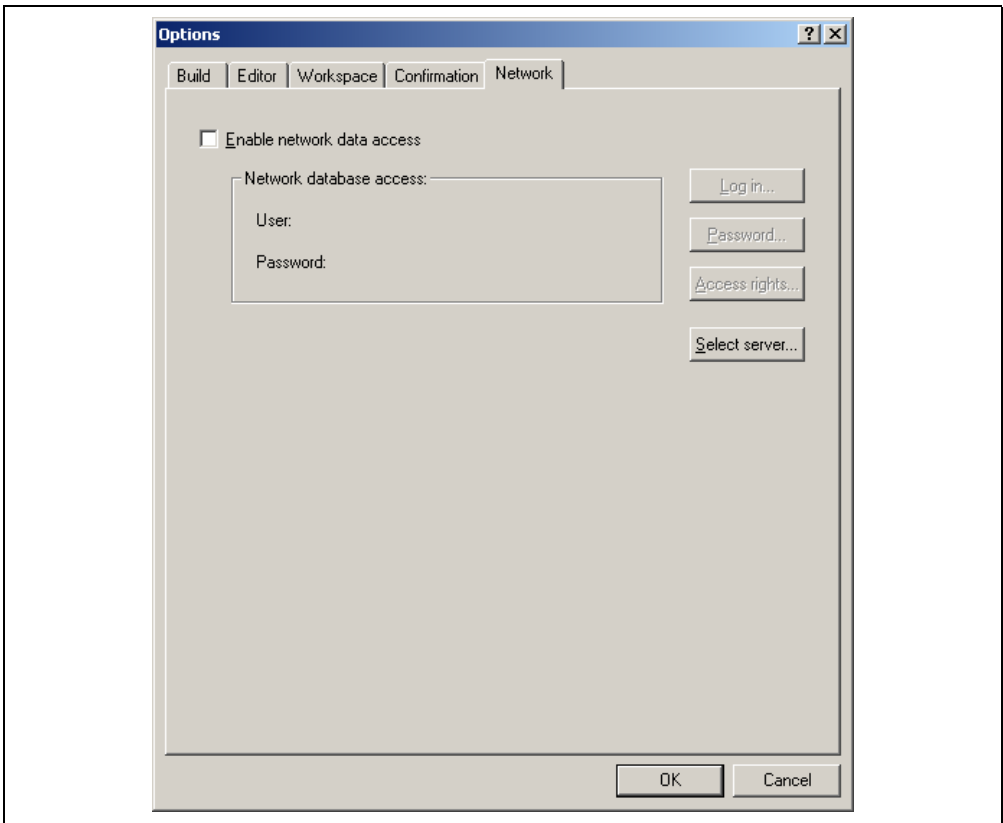 Options
Build Editor Workspace Confirmation Network
Enable network data access
Network database access:
Log in...
User:
Password...
Password:
Access rights...
Select server...
OK Cancel